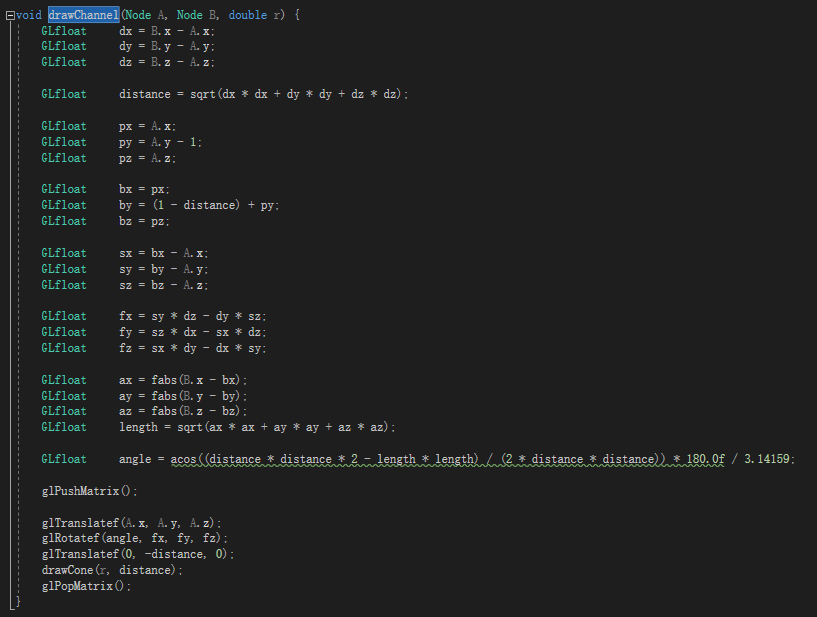 void drawChannel(Node A, Node B, double r) {
GLfloat dx = B.x - A.x;
GLfloat dy = B.y - A.y;
GLfloat dz = B.z - A.z;
GLfloat distance = sqrt(dx * dx + dy * dy + dz * dz);
GLfloat px = A.x;
GLfloat py = A.y - 1;
GLfloat pz = A.z;
GLfloat bx = px;
GLfloat by = (1 - distance) + py;
GLfloat bz = pz;
GLfloat sx = bx - A.x;
GLfloat sy = by - A.y;
GLfloat sz = bz - A.z;
GLfloat fx = sy * dz - dy * sz;
GLfloat fy = sz * dx - sx * dz;
GLfloat fz = sx * dy - dx * sy;
GLfloat ax = fabs(B.x - bx);
GLfloat ay = fabs(B.y - by);
GLfloat az = fabs(B.z - bz);
GLfloat length = sqrt(ax * ax + ay * ay + az * az);
GLfloat angle = acos((distance * distance * 2 - length * length) / (2 * distance * distance)) * 180.0f / 3.14159;
glPushMatrix();
glTranslatef(A.x, A.y, A.z);
glRotatef(angle, fx, fy, fz);
glTranslatef(0, -distance, 0);
drawCone(r, distance);
glPopMatrix();
}